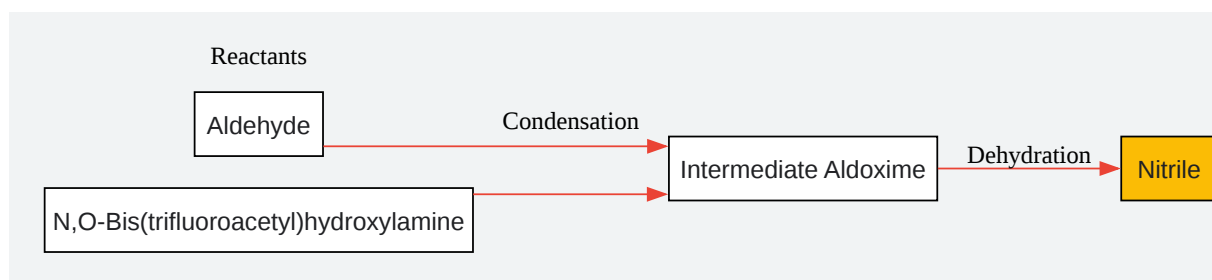 Reactants
Aldehyde
Condensation
Intermediate Aldoxime
Dehydration
Nitrile
N,O-Bis(trifluoroacetyl)hydroxylamine